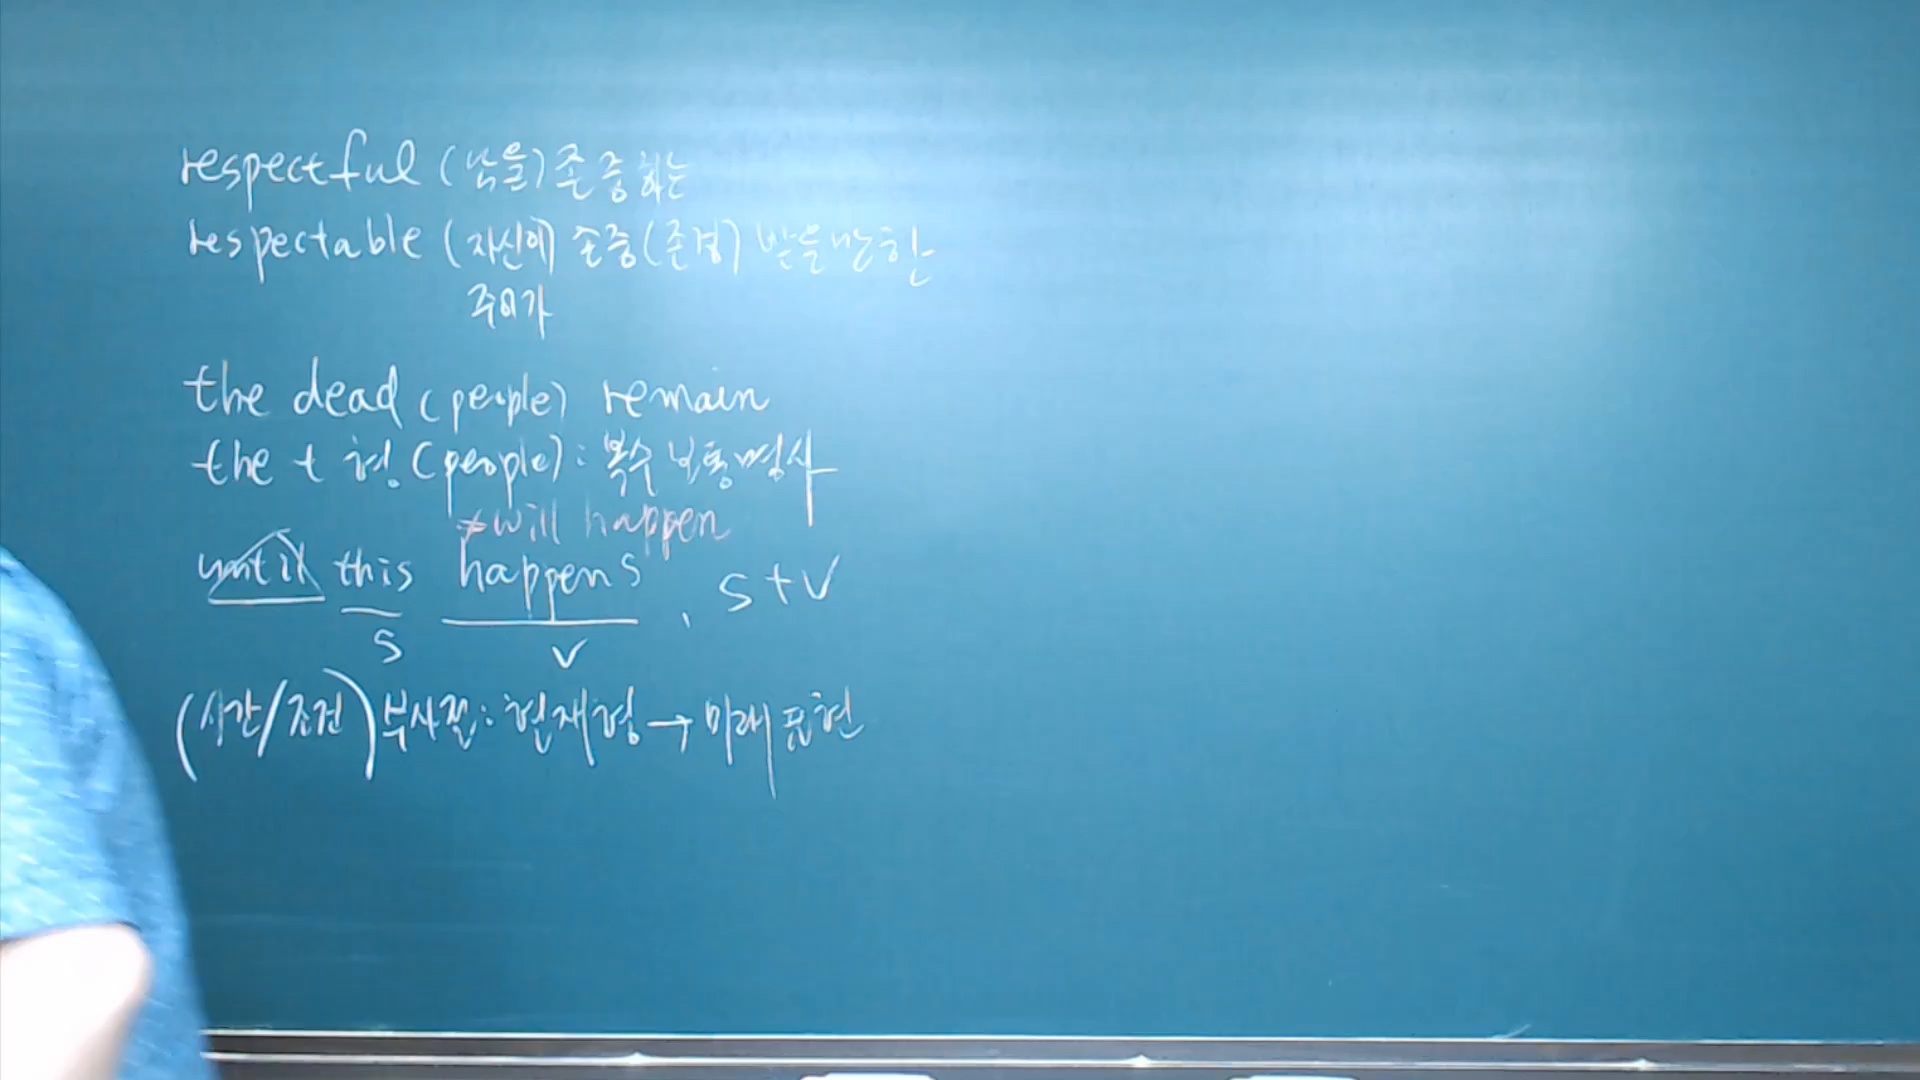 respectful (남을) 존중하는
respectable (자신이) 존중(존경) 받을만한
주어가
the dead (people) remain
the + 형. (people) : 복수 보통명사
≠will happen
until this happens , S+V
S V
(시간/조건) 부사절 : 현재형 → 미래 표현